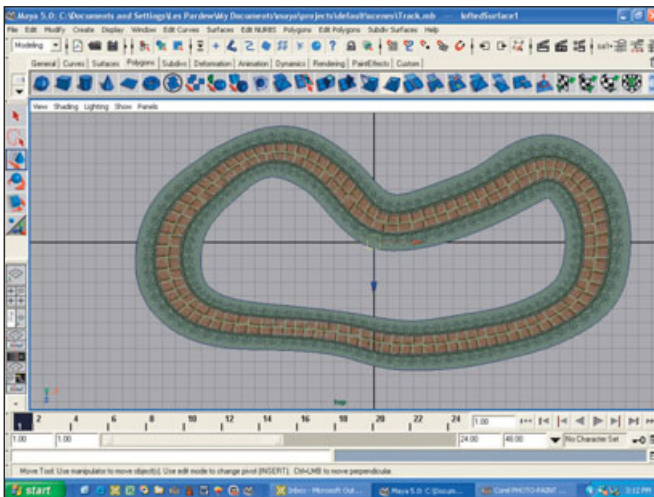 Maya 5.0: C:\Documents and Settings\Les Pardew\My Documents\maya\projects\default\scenes\Track.mb --- loftedSurface1
File Edit Modify Create Display Window Edit Curves Surfaces Edit NURBS Polygons Edit Polygons Subdiv Surfaces Help
Modeling
General Curves Surfaces Polygons Subdivs Deformation Animation Dynamics Rendering PaintEffects Custom
View Shading Lighting Show Panels
top
2 4 6 8 10 12 14 16 18 20 22 24 1.00
1
1.00 1.00 24.00 48.00 No Character Set
Move Tool: Use manipulator to move object(s). Use edit mode to change pivot (INSERT). Ctrl+LMB to move perpendicular.
start Inbox - Microsoft Out... Maya 5.0: C:\Docum... Corel PHOTO-PAINT 3:12 PM